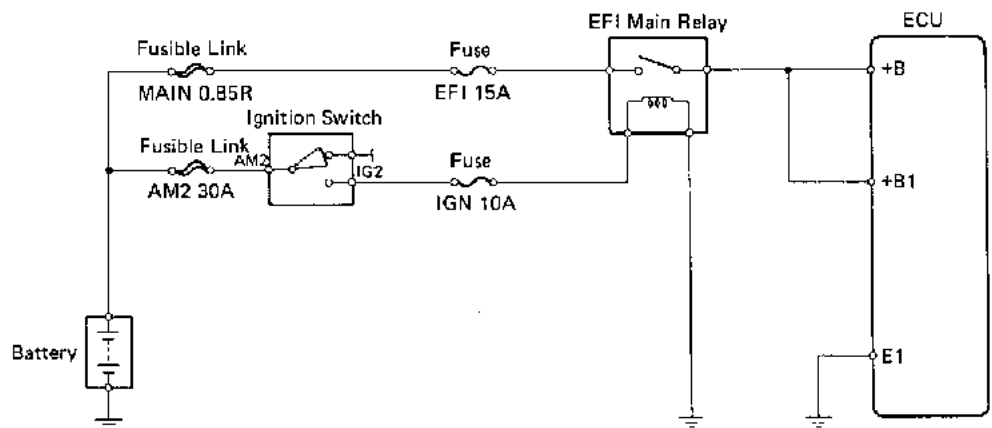 EFI Main Relay
ECU
Fusible Link
Fuse
MAIN 0.85R
EFI 15A
+B
Ignition Switch
Fusible Link
AM2
IG2
Fuse
AM2 30A
IGN 10A
+B1
Battery
E1